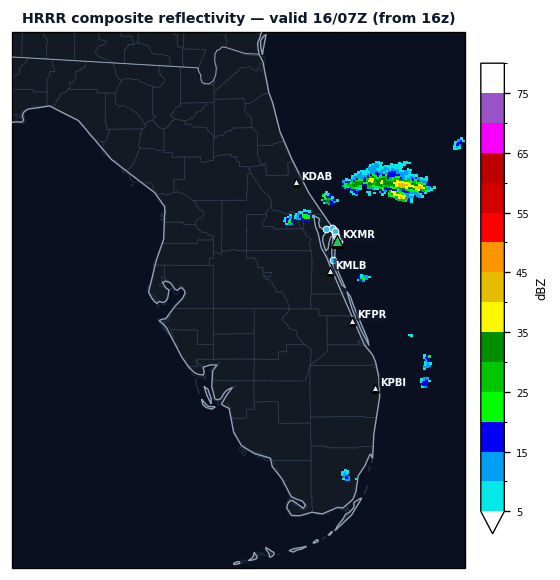 HRRR composite reflectivity — valid 16/07Z (from 16z)
KDAB
KXMR
KMLB
KFPR
KPBI
75
65
55
45
35
25
15
5
dBZ